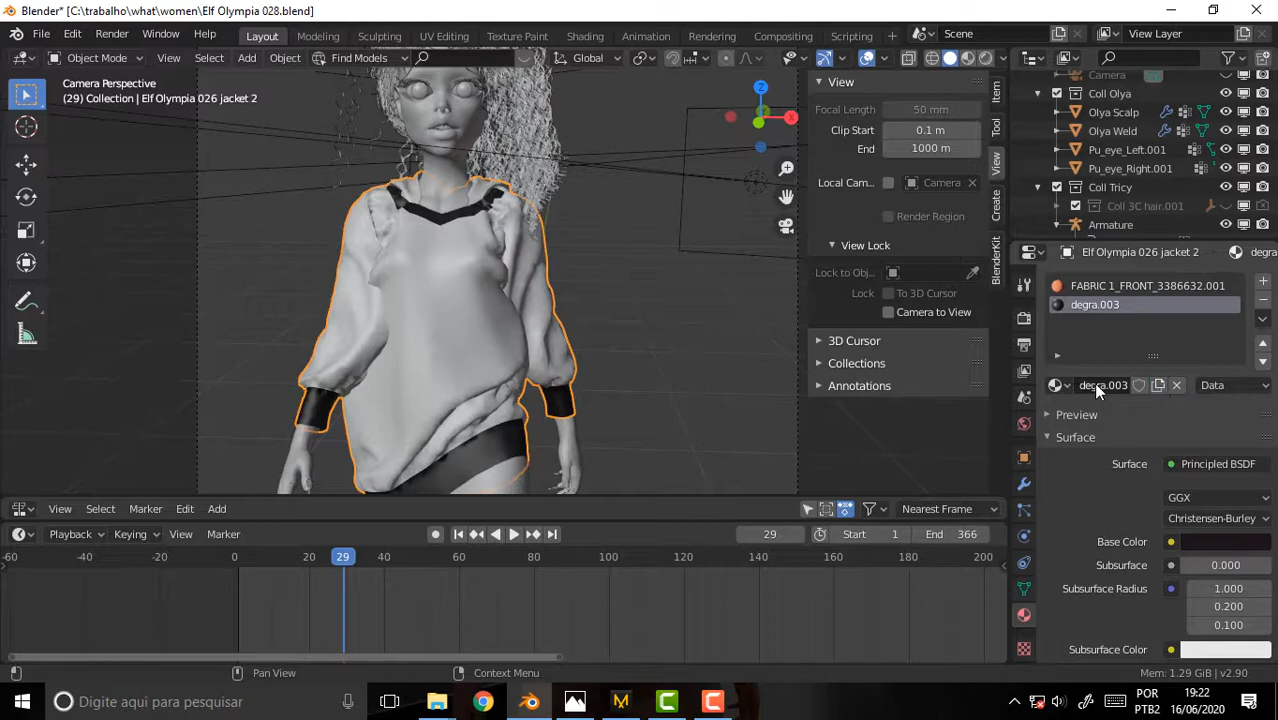 Blender* [C:\trabalho\what\women\Elf Olympia 028.blend]
File Edit Render Window Help Layout Modeling Sculpting UV Editing Texture Paint Shading Animation Rendering Compositing Scripting Scene View Layer
Object Mode View Select Add Object Find Models Global
Camera Perspective
(29) Collection | Elf Olympia 026 jacket 2
Z
X
View
Focal Length 50 mm
Clip Start 0.1 m
End 1000 m
Local Cam... Camera
Render Region
View Lock
Lock to Obj...
Lock To 3D Cursor
Camera to View
3D Cursor
Collections
Annotations
Item
Tool
View
Create
BlenderKit
Camera
Coll Olya
Olya Scalp
Olya Weld
Pu_eye_Left.001
Pu_eye_Right.001
Coll Tricy
Coll 3C hair.001
Armature
Elf Olympia 026 jacket 2 degra
FABRIC 1_FRONT_3386632.001
degra.003
degra.003 Data
Preview
Surface
Surface Principled BSDF
GGX
Christensen-Burley
Base Color
Subsurface 0.000
Subsurface Radius 1.000
0.200
0.100
Subsurface Color
View Select Marker Edit Add Nearest Frame
Playback Keying View Marker 29 Start 1 End 366
-60 -40 -20 0 20 29 40 60 80 100 120 140 160 180 200
Pan View Context Menu Mem: 1.29 GiB | v2.90
Digite aqui para pesquisar
POR
PTB2
19:22
16/06/2020